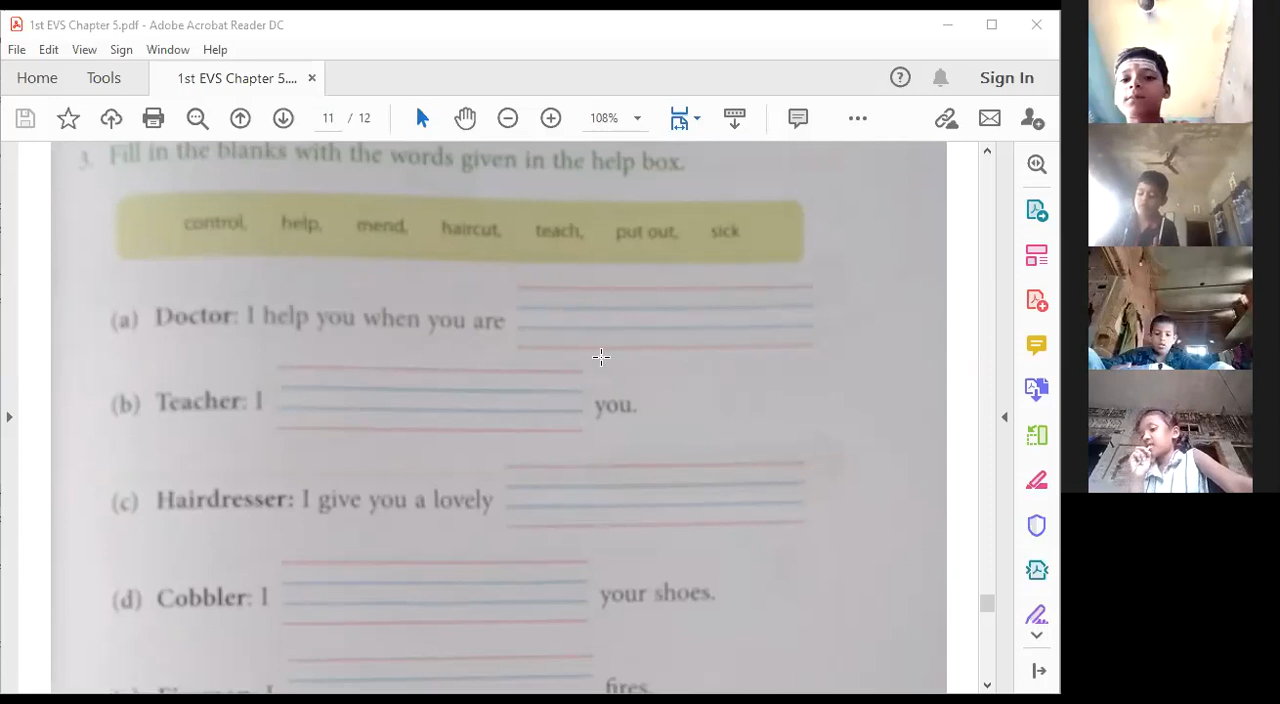 1st EVS Chapter 5.pdf - Adobe Acrobat Reader DC
File Edit View Sign Window Help
Home Tools 1st EVS Chapter 5.... × Sign In
11 / 12 108%
3. Fill in the blanks with the words given in the help box.
control, help, mend, haircut, teach, put out, sick
(a) Doctor: I help you when you are
(b) Teacher: I you.
(c) Hairdresser: I give you a lovely
(d) Cobbler: I your shoes.
fires.